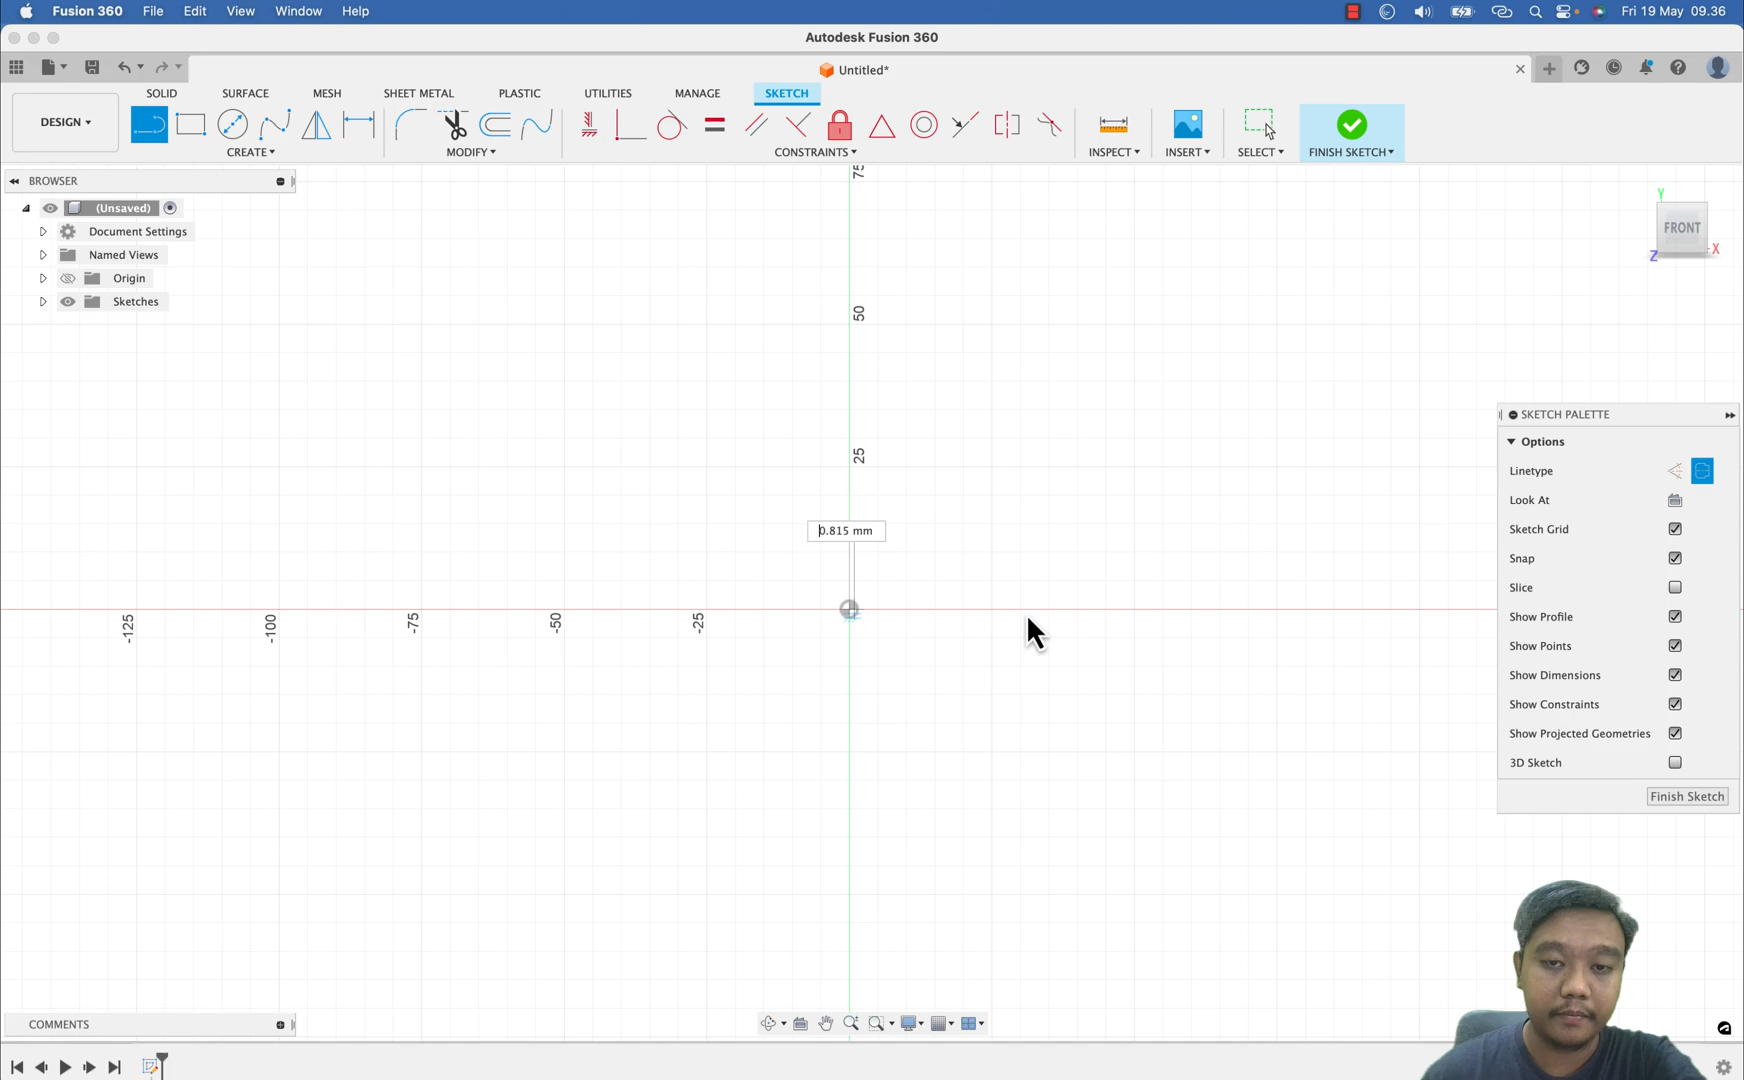 Fusion 360 File Edit View Window Help Fri 19 May 09.36
Autodesk Fusion 360
Untitled*
SOLID SURFACE MESH SHEET METAL PLASTIC UTILITIES MANAGE SKETCH
DESIGN
CREATE MODIFY CONSTRAINTS INSPECT INSERT SELECT FINISH SKETCH
BROWSER
(Unsaved)
Document Settings
Named Views
Origin
Sketches
Y
FRONT
Z X
75
50
25
0.815 mm
-125 -100 -75 -50 -25
SKETCH PALETTE
Options
Linetype
Look At
Sketch Grid
Snap
Slice
Show Profile
Show Points
Show Dimensions
Show Constraints
Show Projected Geometries
3D Sketch
Finish Sketch
COMMENTS